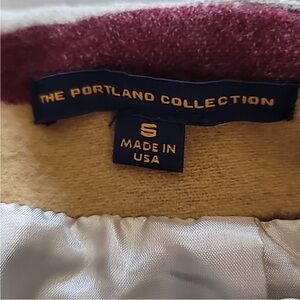 THE PORTLAND COLLECTION
S
MADE IN
USA